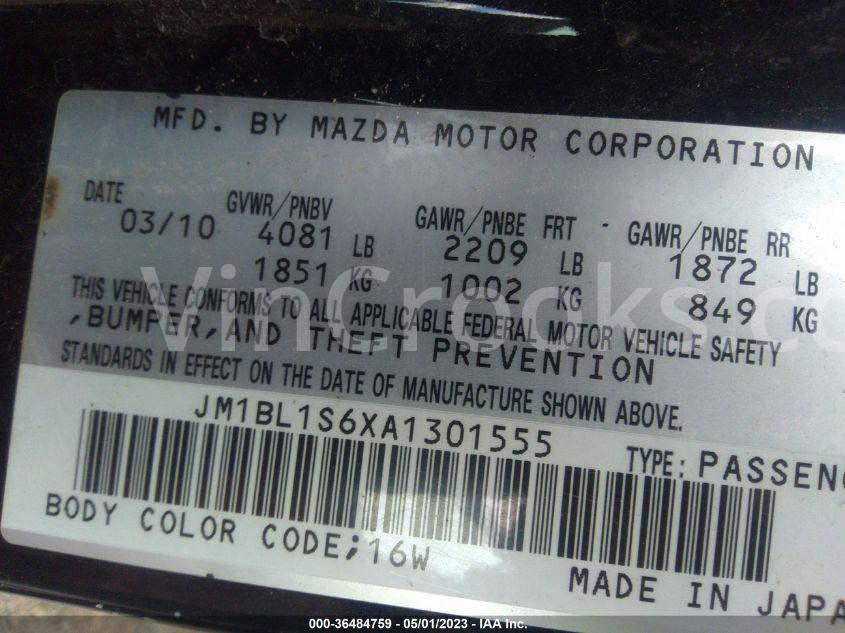 MFD. BY MAZDA MOTOR CORPORATION
DATE GVWR/PNBV GAWR/PNBE FRT - GAWR/PNBE RR
03/10 4081 LB 2209 LB 1872 LB
1851 KG 1002 KG 849 KG
THIS VEHICLE CONFORMS TO ALL APPLICABLE FEDERAL MOTOR VEHICLE SAFETY
,BUMPER,AND THEFT PREVENTION
STANDARDS IN EFFECT ON THE DATE OF MANUFACTURE SHOWN ABOVE.
JM1BL1S6XA1301555
TYPE: PASSENG
BODY COLOR CODE;16W
MADE IN JAPA
000-36484759 - 05/01/2023 - IAA Inc.